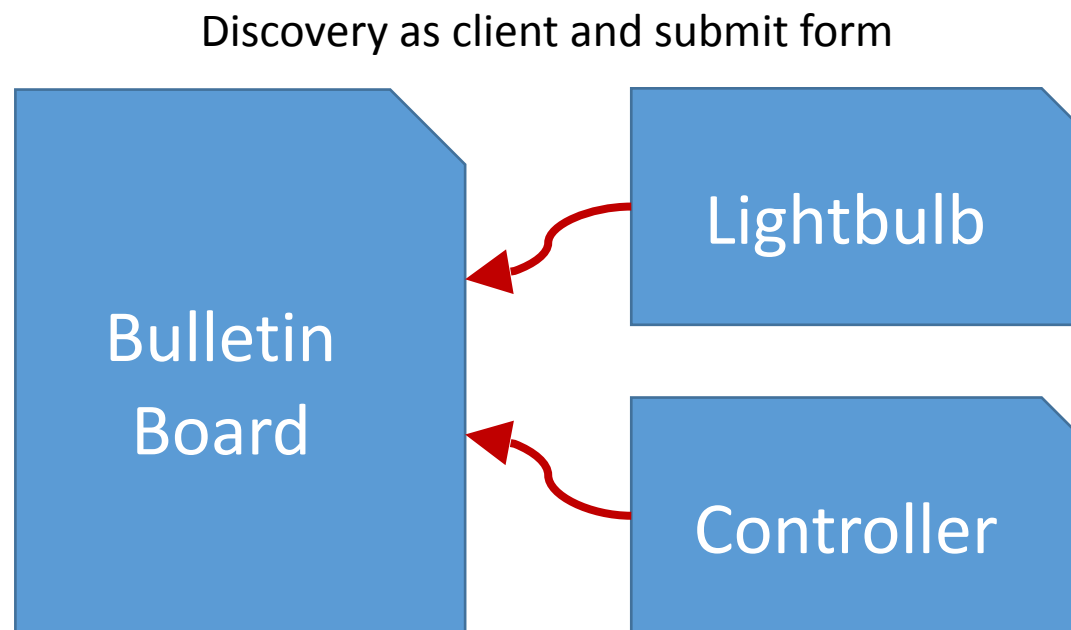 Discovery as client and submit form
Bulletin
Board
Lightbulb
Controller